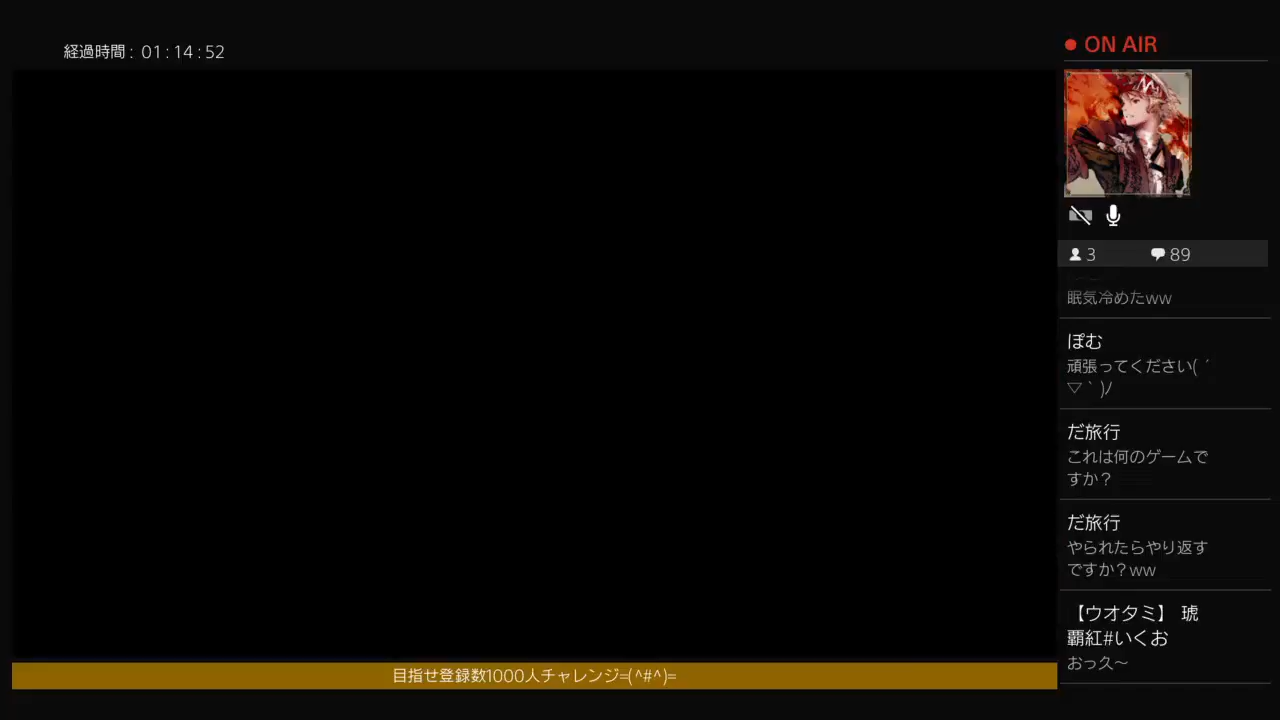 経過時間 : 01 : 14 : 52
ON AIR
3
89
眠気冷めたww
ぽむ
頑張ってください( ´
▽ ` )ﾉ
だ旅行
これは何のゲームで
すか？
だ旅行
やられたらやり返す
ですか？ww
【ウオタミ】 琥
覇紅#いくお
おっ久〜
目指せ登録数1000人チャレンジ=(^#^)=